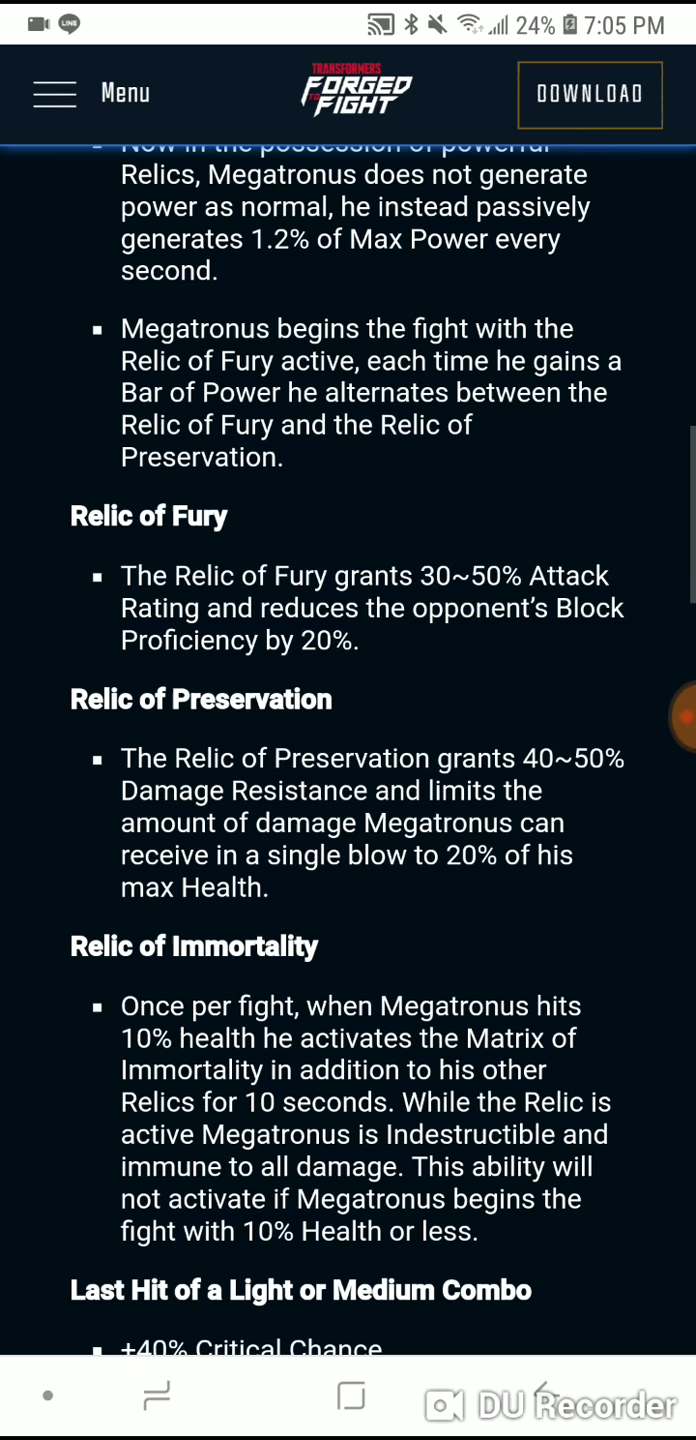 LINE 24% 7:05 PM
Menu
TRANSFORMERS
FORGED
TO FIGHT
DOWNLOAD
Now in the possession of powerful
Relics, Megatronus does not generate
power as normal, he instead passively
generates 1.2% of Max Power every
second.
Megatronus begins the fight with the
Relic of Fury active, each time he gains a
Bar of Power he alternates between the
Relic of Fury and the Relic of
Preservation.
Relic of Fury
The Relic of Fury grants 30~50% Attack
Rating and reduces the opponent’s Block
Proficiency by 20%.
Relic of Preservation
The Relic of Preservation grants 40~50%
Damage Resistance and limits the
amount of damage Megatronus can
receive in a single blow to 20% of his
max Health.
Relic of Immortality
Once per fight, when Megatronus hits
10% health he activates the Matrix of
Immortality in addition to his other
Relics for 10 seconds. While the Relic is
active Megatronus is Indestructible and
immune to all damage. This ability will
not activate if Megatronus begins the
fight with 10% Health or less.
Last Hit of a Light or Medium Combo
+40% Critical Chance
DU Recorder